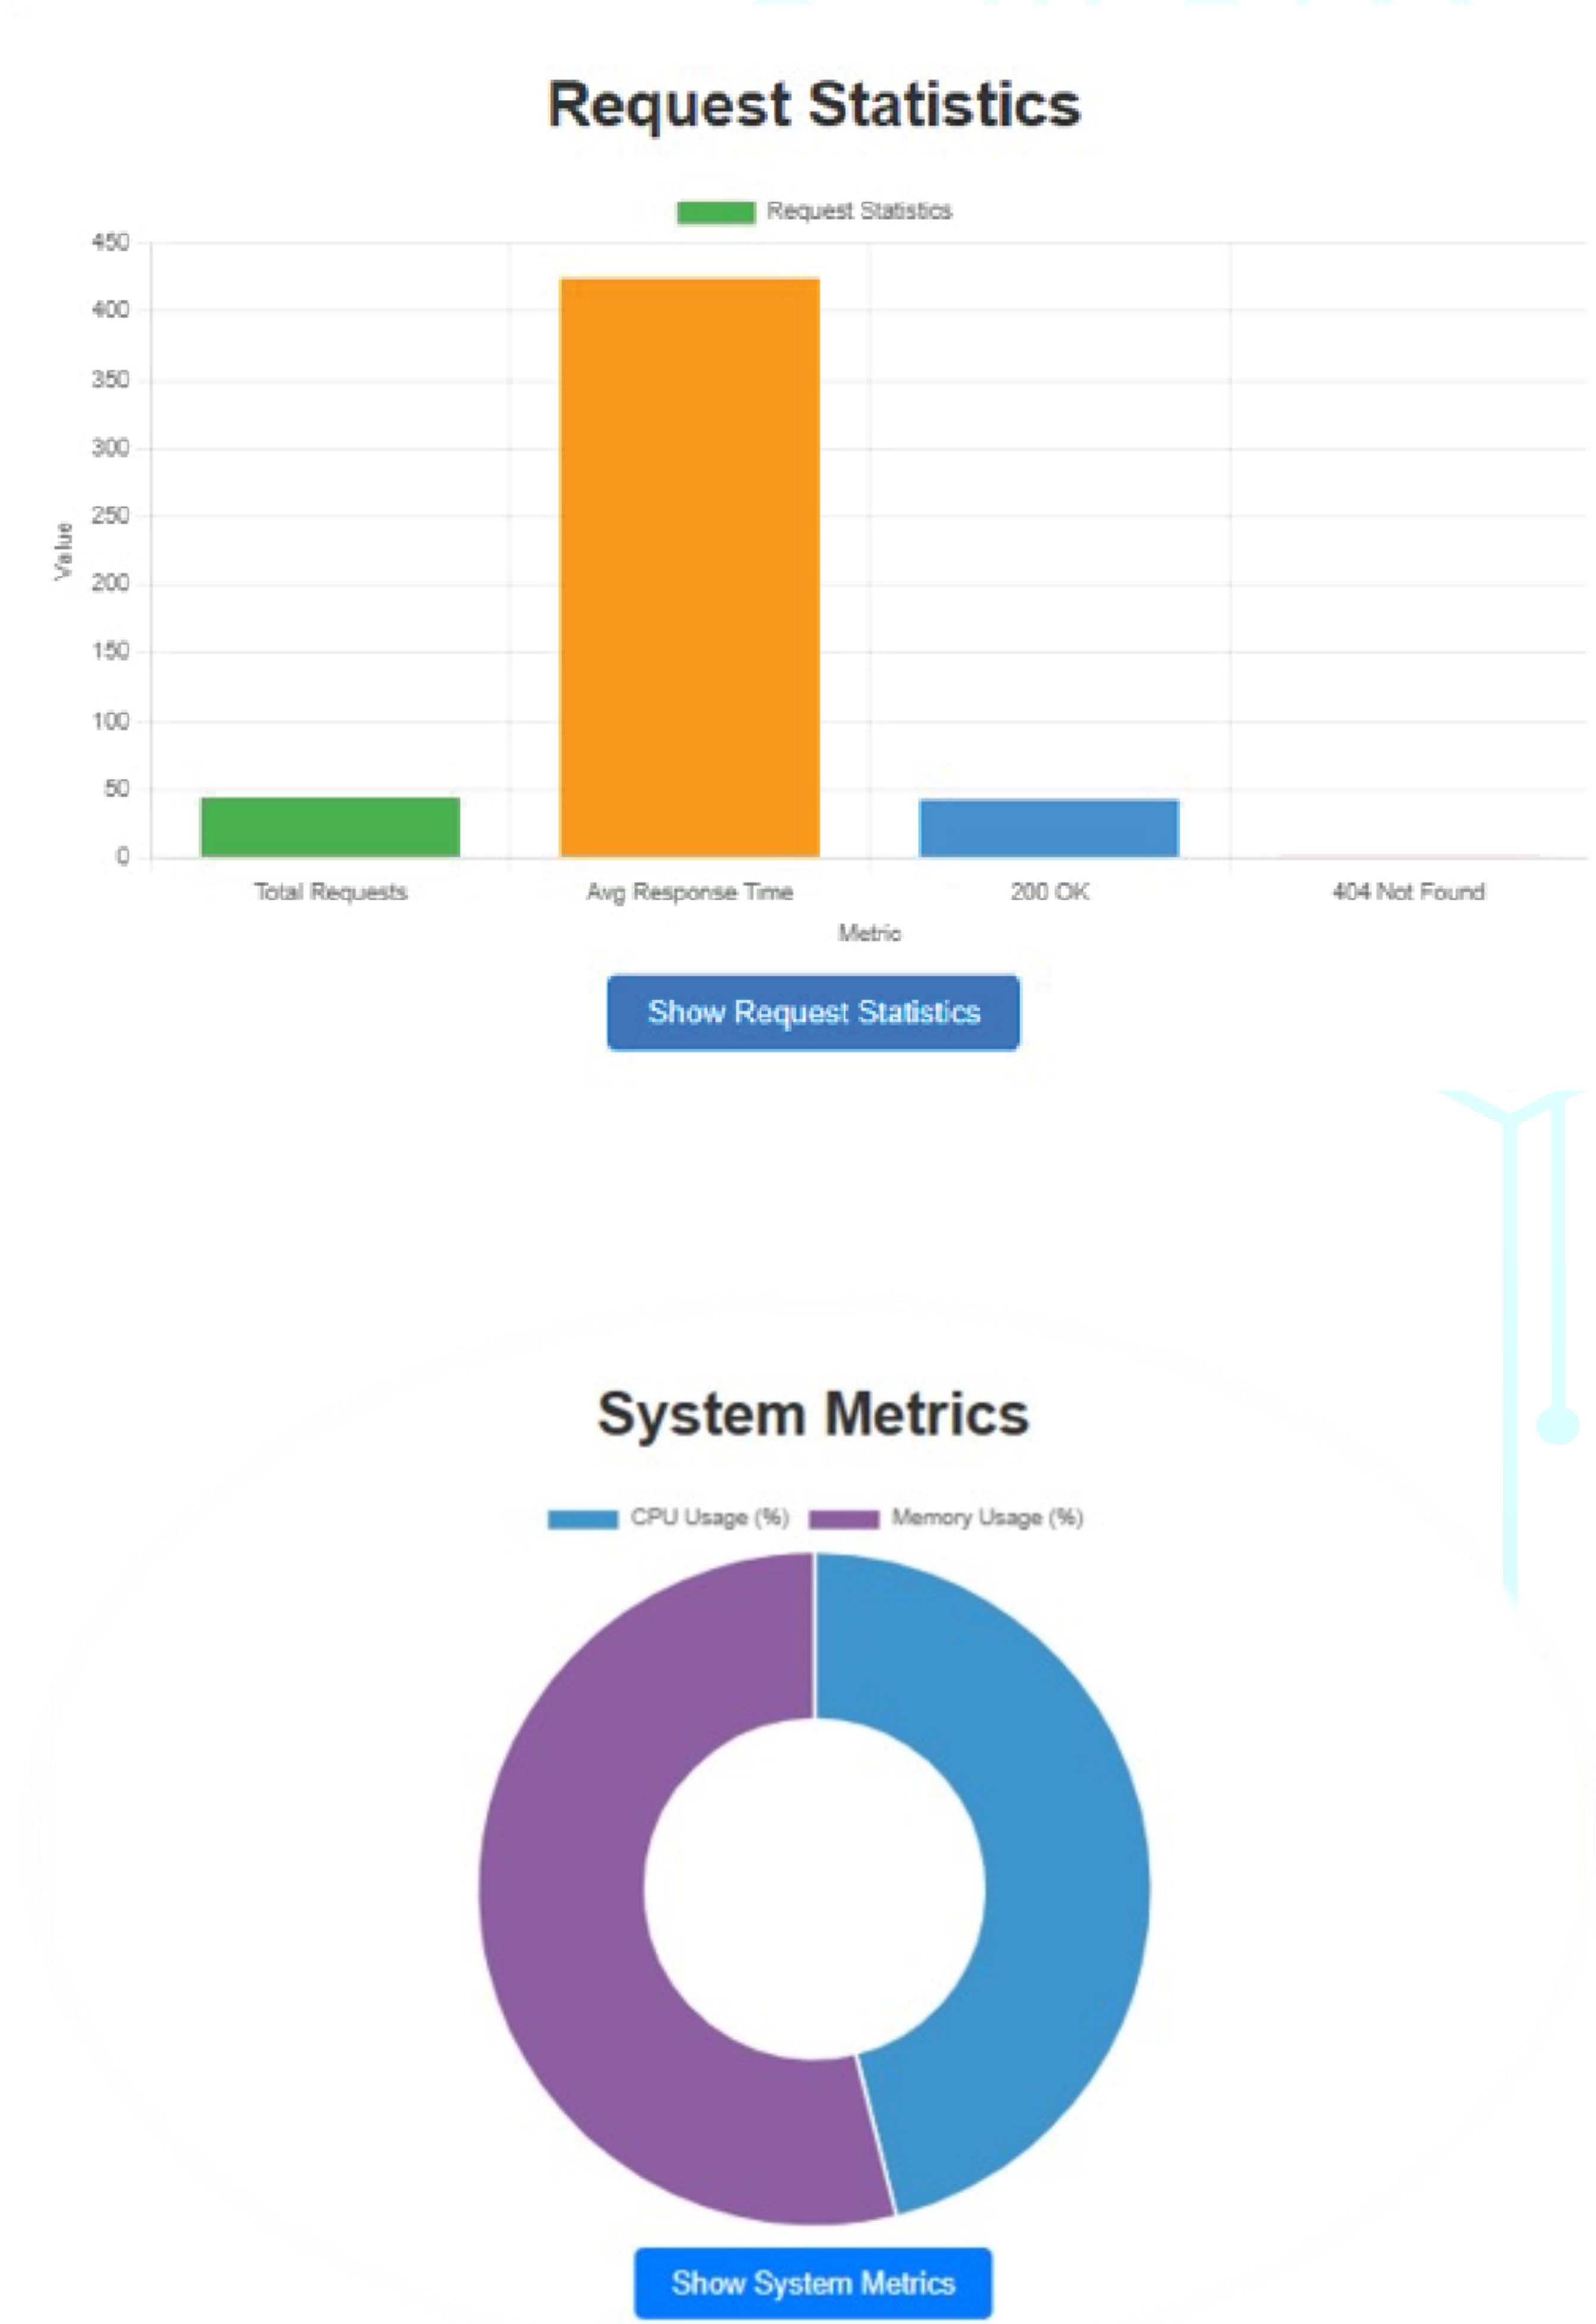 Request Statistics
Request Statistics
450
400
350
300
250
200
150
100
50
0
Value
Total Requests Avg Response Time 200 OK 404 Not Found
Metric
Show Request Statistics
System Metrics
CPU Usage (%) Memory Usage (%)
Show System Metrics